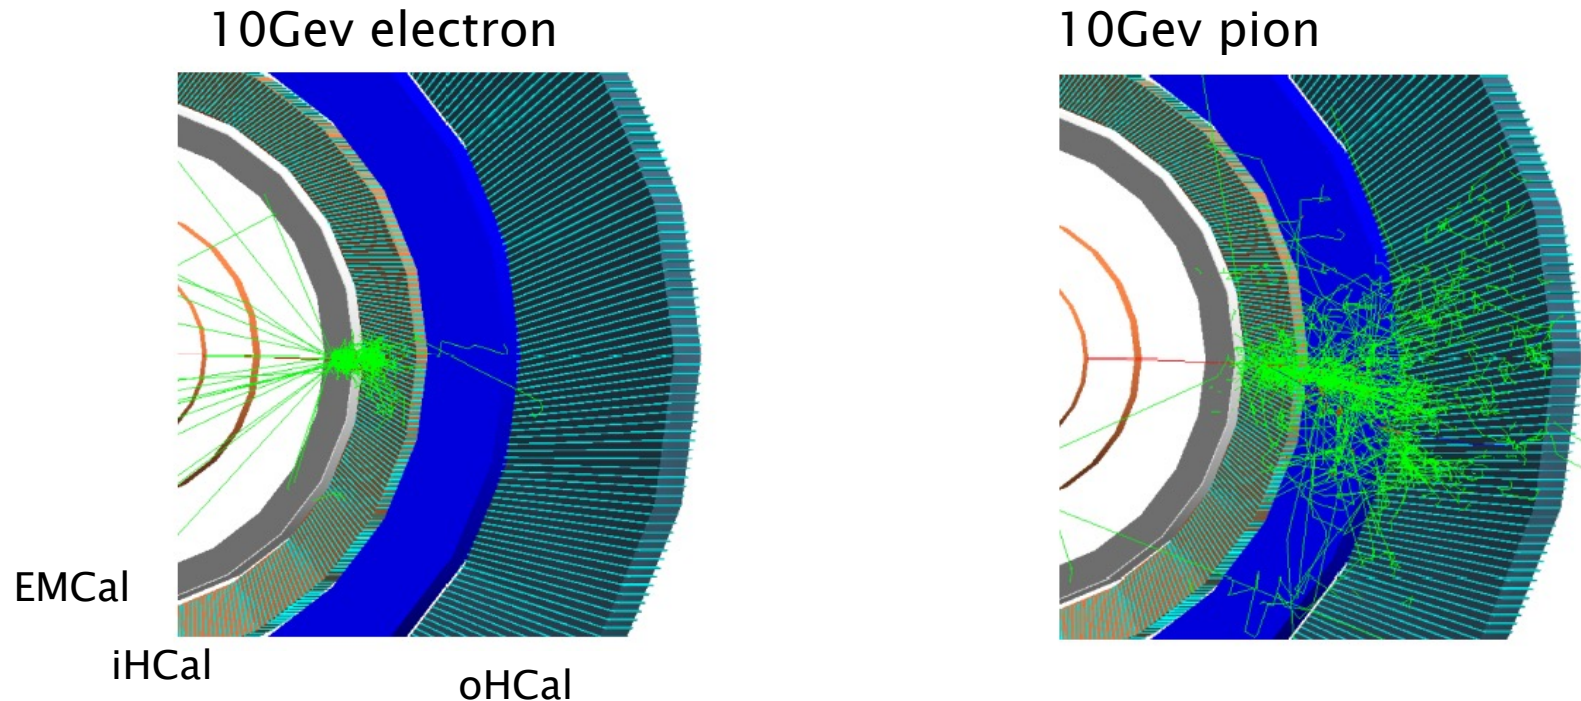 10Gev electron
10Gev pion
EMCal
iHCal
oHCal